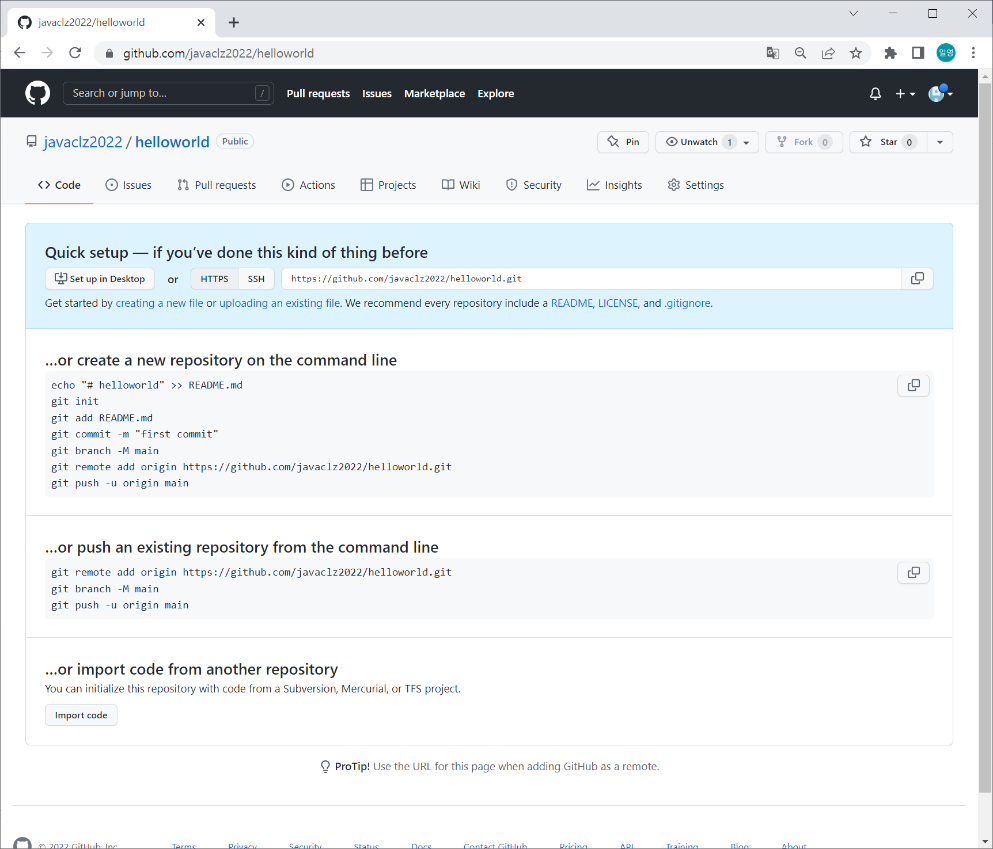 javaclz2022/helloworld
github.com/javaclz2022/helloworld
일영
Search or jump to... /
Pull requests Issues Marketplace Explore
javaclz2022 / helloworld Public
Pin Unwatch 1 Fork 0 Star 0
Code Issues Pull requests Actions Projects Wiki Security Insights Settings
Quick setup — if you’ve done this kind of thing before
Set up in Desktop or HTTPS SSH https://github.com/javaclz2022/helloworld.git
Get started by creating a new file or uploading an existing file. We recommend every repository include a README, LICENSE, and .gitignore.
…or create a new repository on the command line
echo "# helloworld" >> README.md
git init
git add README.md
git commit -m "first commit"
git branch -M main
git remote add origin https://github.com/javaclz2022/helloworld.git
git push -u origin main
…or push an existing repository from the command line
git remote add origin https://github.com/javaclz2022/helloworld.git
git branch -M main
git push -u origin main
…or import code from another repository
You can initialize this repository with code from a Subversion, Mercurial, or TFS project.
Import code
ProTip! Use the URL for this page when adding GitHub as a remote.
© 2022 GitHub, Inc. Terms Privacy Security Status Docs Contact GitHub Pricing API Training Blog About